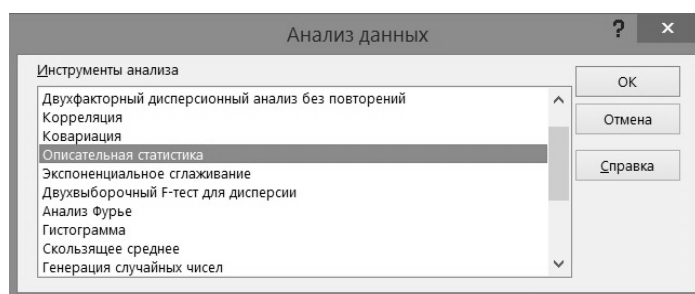 Анализ данных
?
×
Инструменты анализа
Двухфакторный дисперсионный анализ без повторений
Корреляция
Ковариация
Описательная статистика
Экспоненциальное сглаживание
Двухвыборочный F-тест для дисперсии
Анализ Фурье
Гистограмма
Скользящее среднее
Генерация случайных чисел
ОК
Отмена
Справка